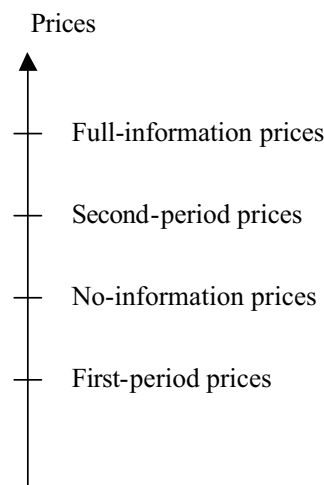 Prices
Full-information prices
Second-period prices
No-information prices
First-period prices